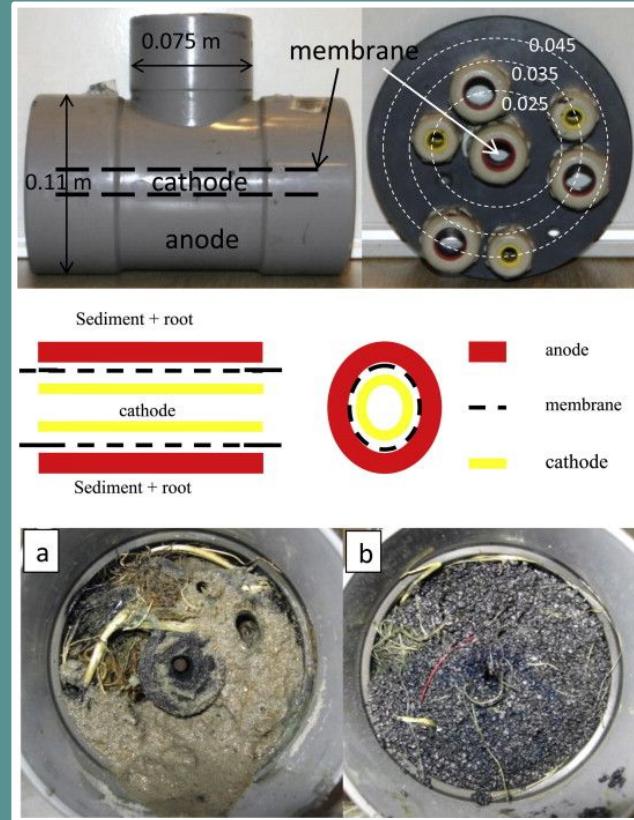 0.075 m
membrane
0.045
0.035
0.025
0.11 m
cathode
anode
Sediment + root
anode
membrane
cathode
cathode
Sediment + root
a
b